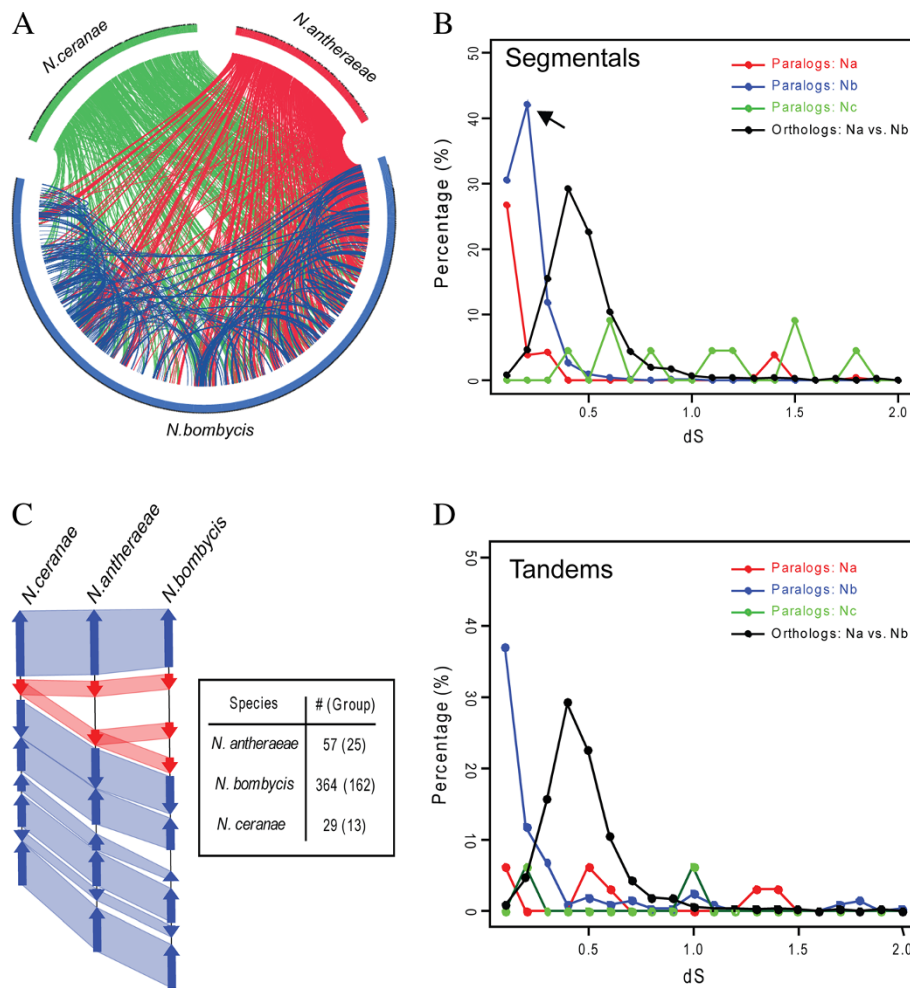 A
N.ceranae
N.antheraeae
N.bombycis
B
Segmentals
Paralogs: Na
Paralogs: Nb
Paralogs: Nc
Orthologs: Na vs. Nb
Percentage (%)
50
40
30
20
10
0
0.5
1.0
1.5
2.0
dS
C
N.ceranae
N.antheraeae
N.bombycis
Species # (Group)
N. antheraeae 57 (25)
N. bombycis 364 (162)
N. ceranae 29 (13)
D
Tandems
Paralogs: Na
Paralogs: Nb
Paralogs: Nc
Orthologs: Na vs. Nb
Percentage (%)
50
40
30
20
10
0
0.5
1.0
1.5
2.0
dS